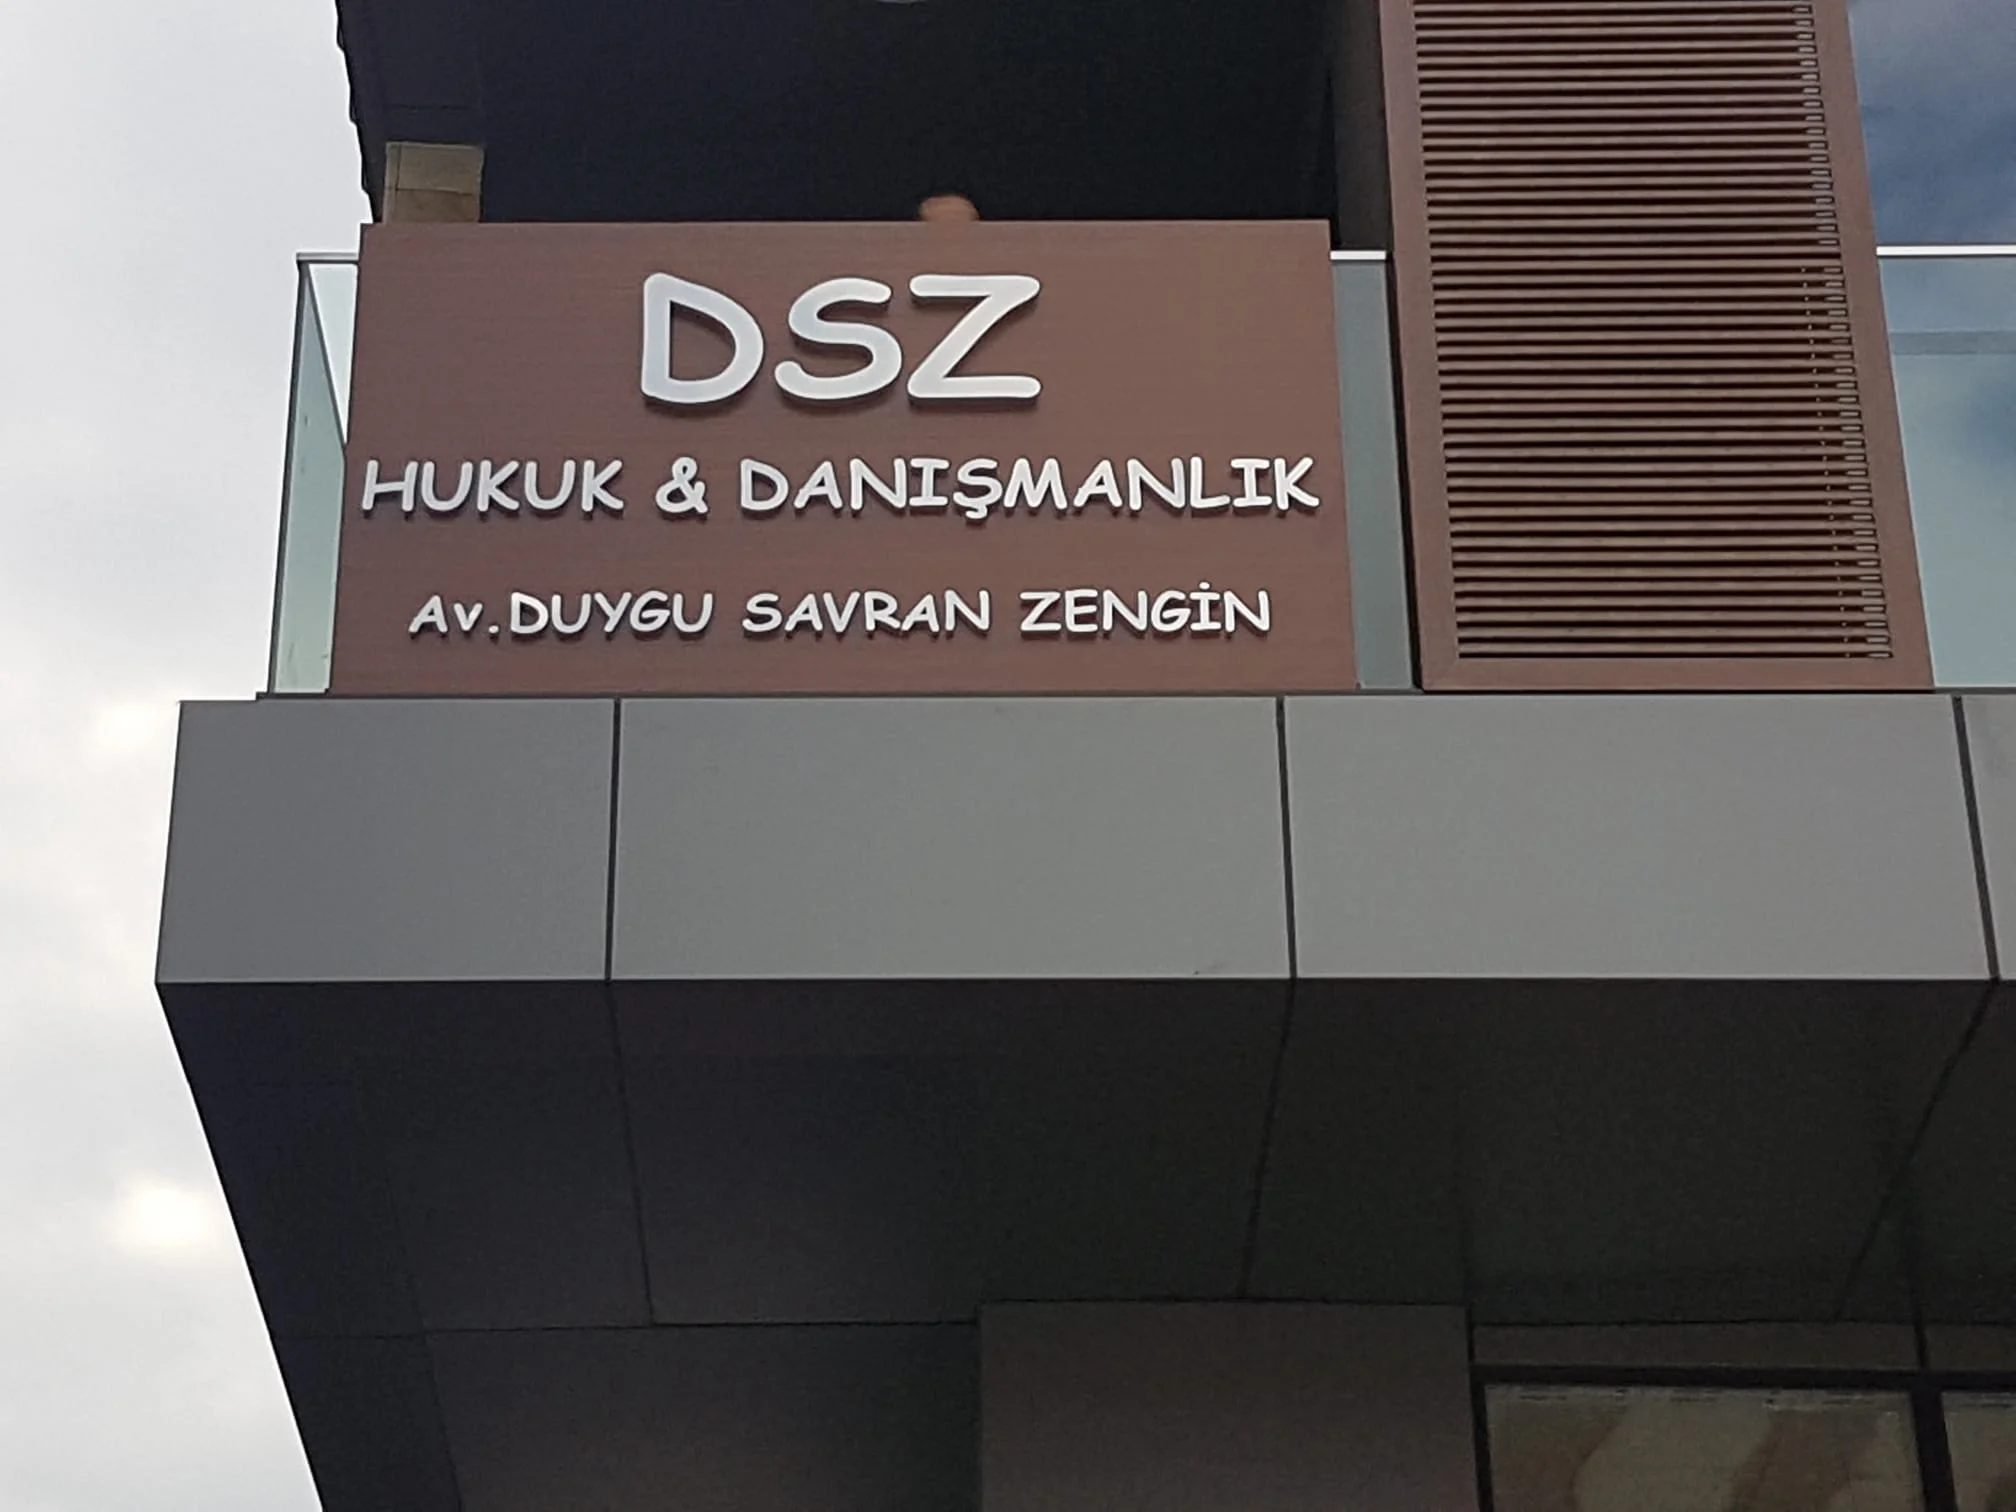 DSZ
HUKUK & DANIŞMANLIK
Av.DUYGU SAVRAN ZENGİN